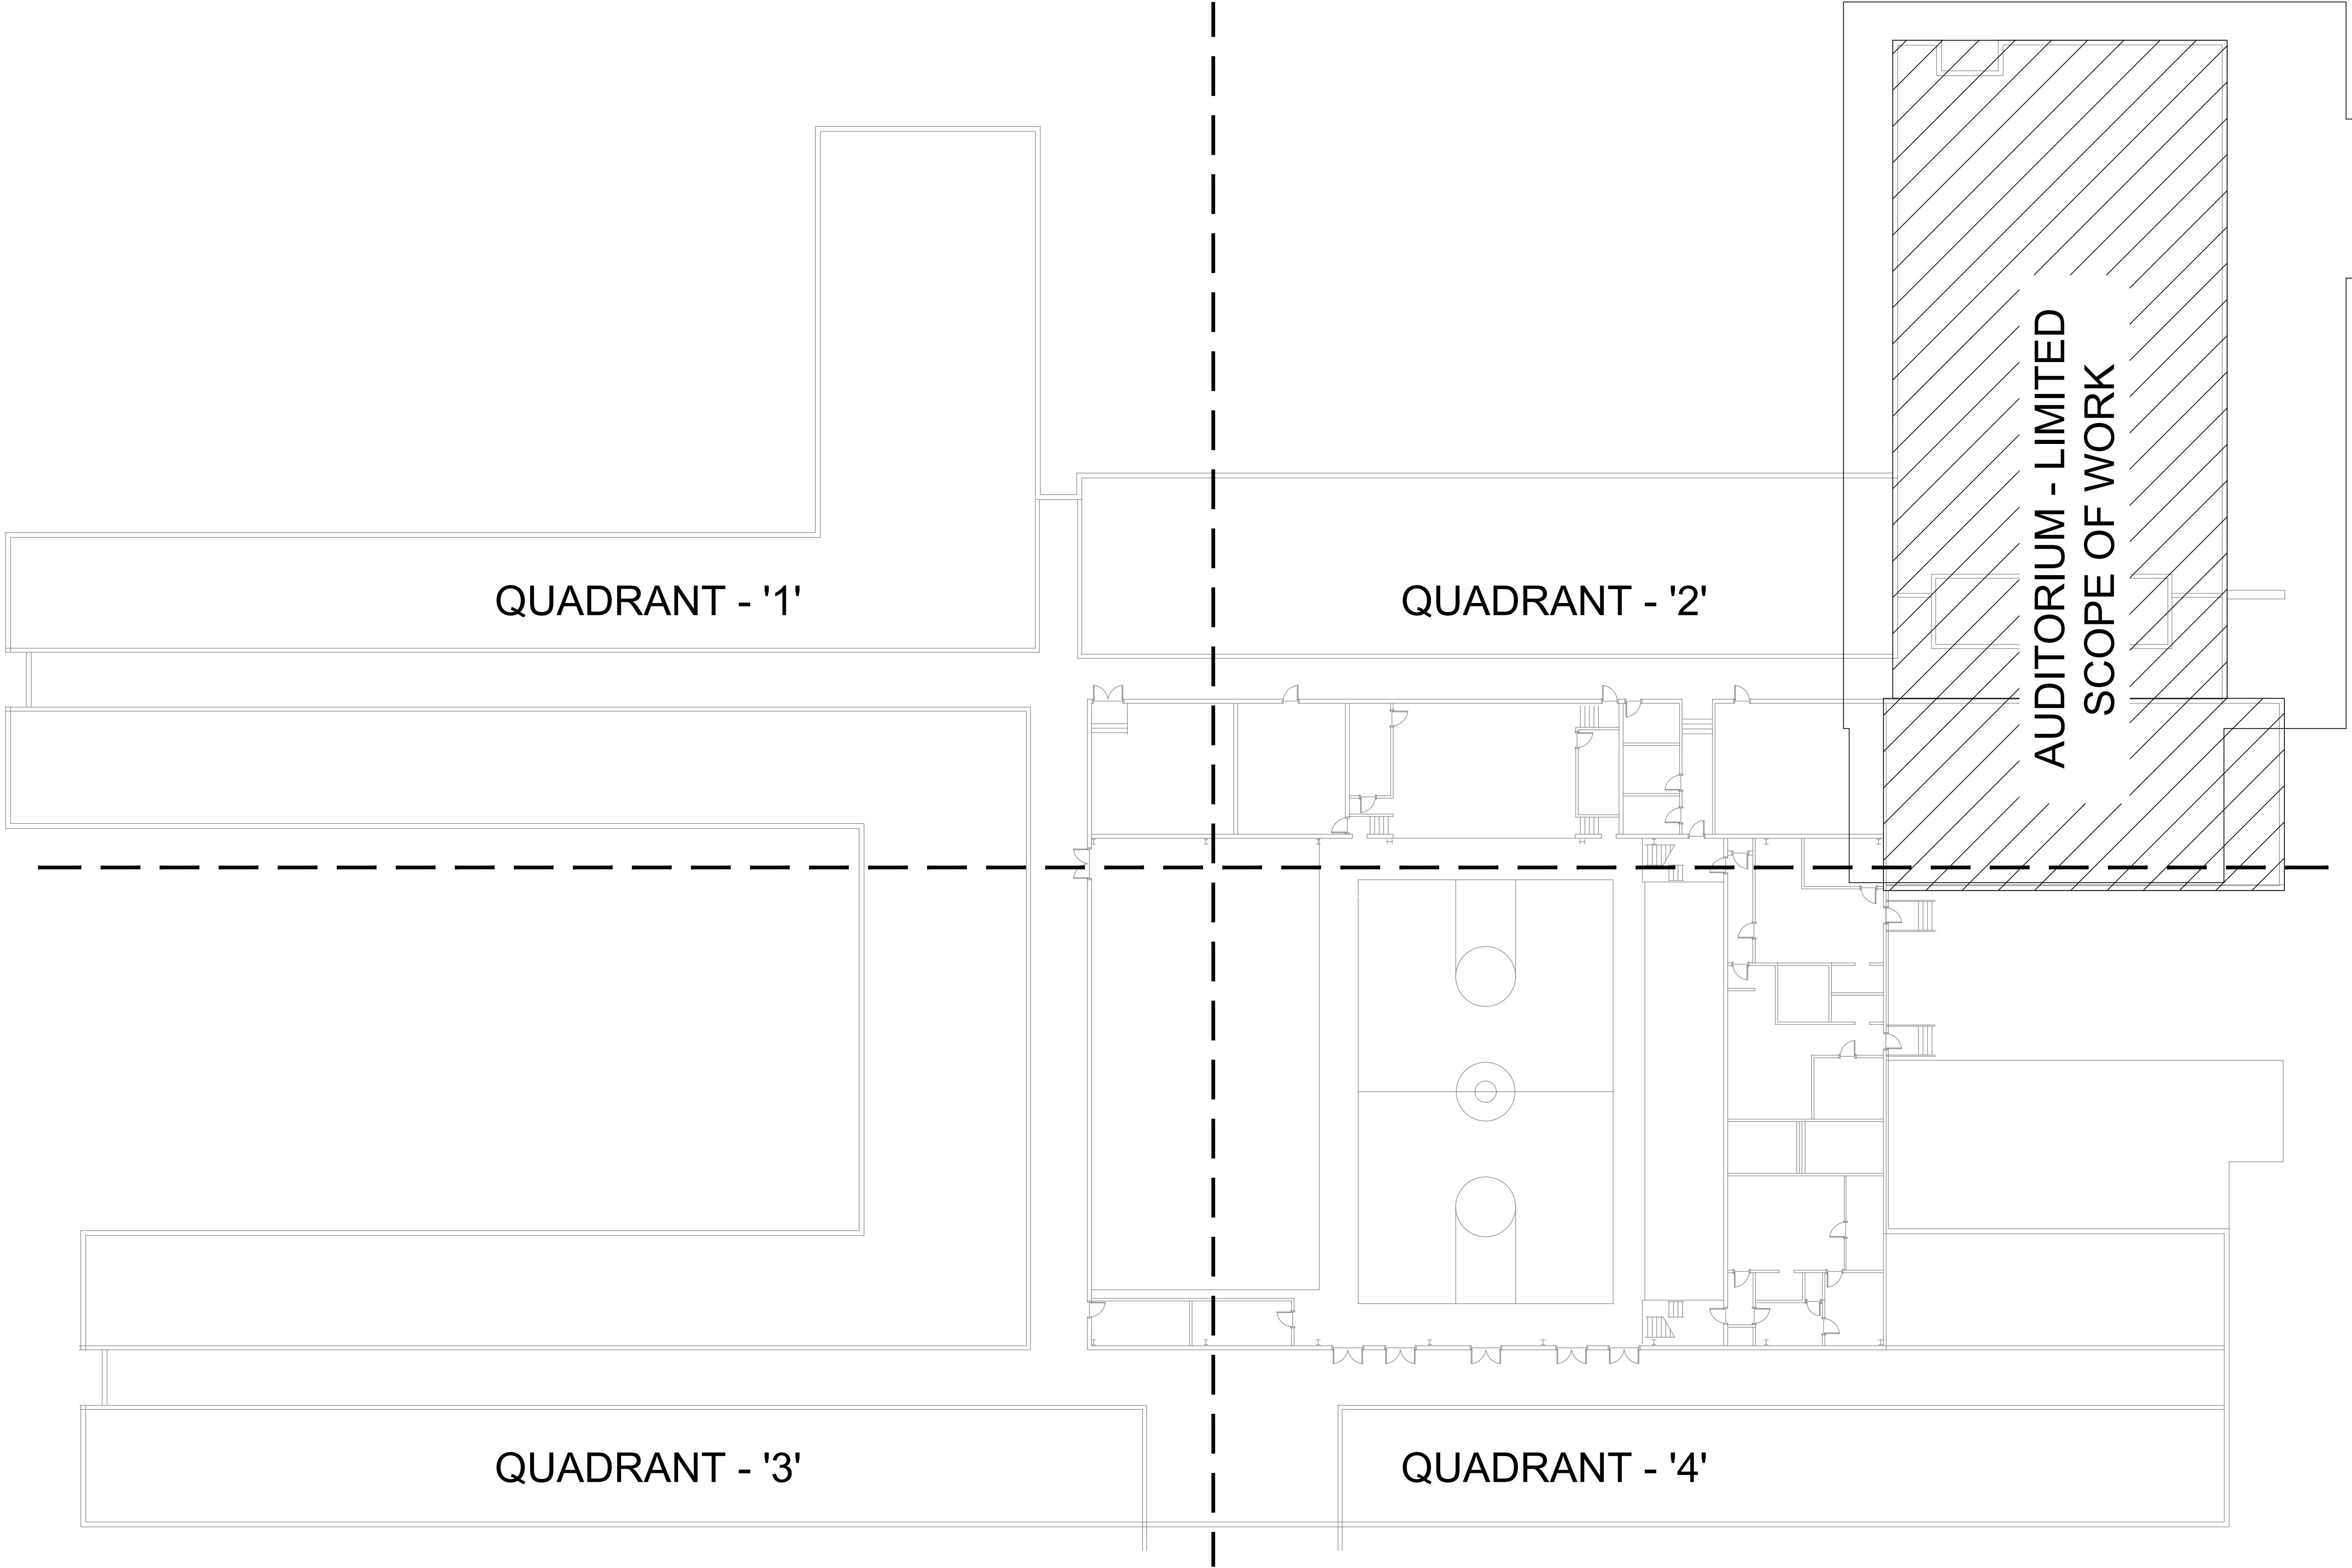 QUADRANT - '1'
QUADRANT - '2'
AUDITORIUM - LIMITED
SCOPE OF WORK
QUADRANT - '3'
QUADRANT - '4'